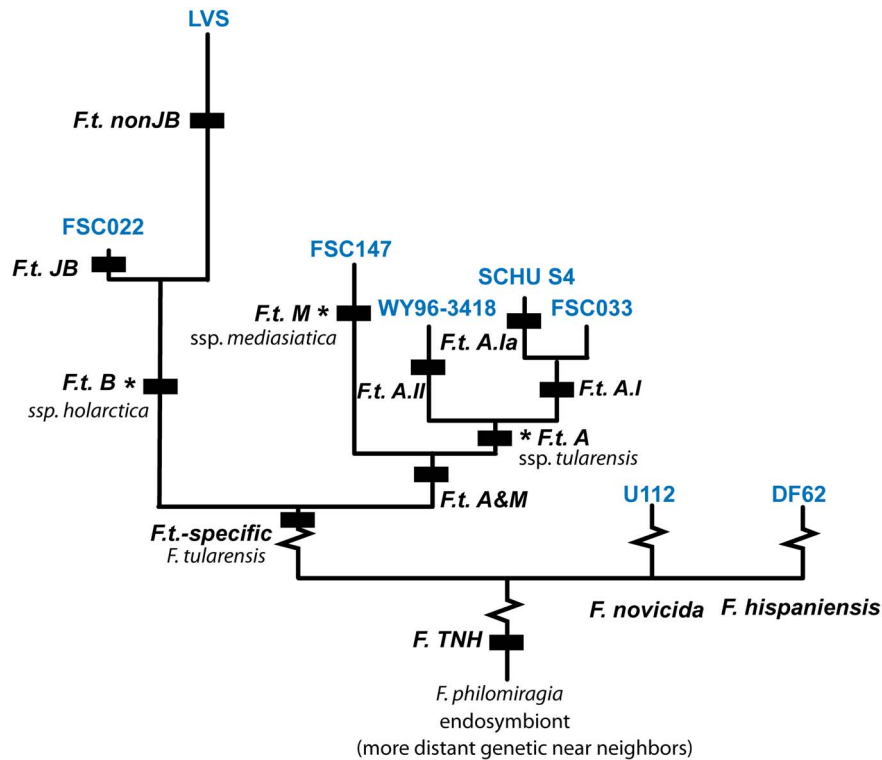 LVS
F.t. nonJB
FSC022
F.t. JB
FSC147
SCHU S4
F.t. M *
WY96-3418
FSC033
ssp. mediasiatica
F.t. A.Ia
F.t. B *
F.t. A.II
F.t. A.I
ssp. holarctica
* F.t. A
ssp. tularensis
F.t. A&M
U112
DF62
F.t.-specific
F. tularensis
F. novicida
F. hispaniensis
F. TNH
F. philomiragia
endosymbiont
(more distant genetic near neighbors)